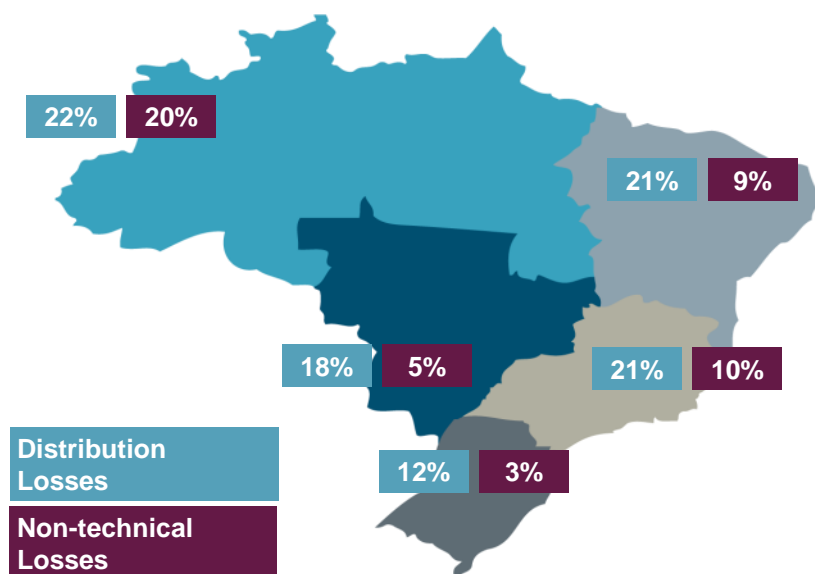 22% 20%
21% 9%
18% 5%
21% 10%
12% 3%
Distribution
Losses
Non-technical
Losses